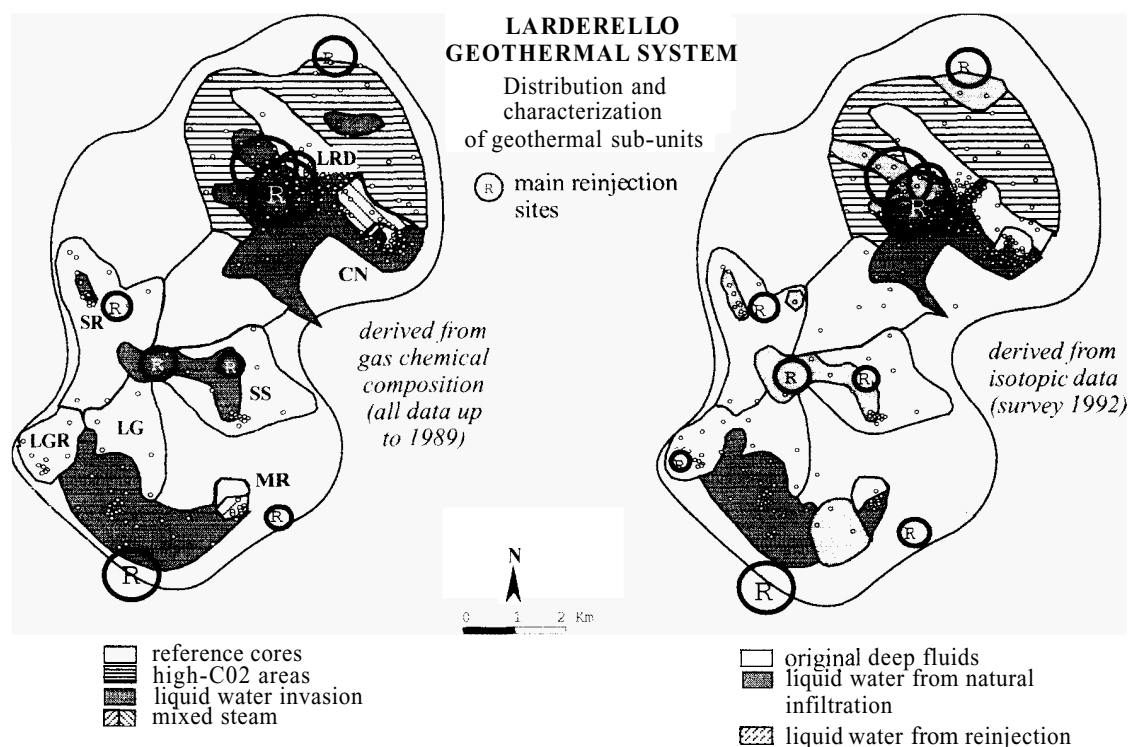 LARDERELLO
GEOTHERMAL SYSTEM
Distribution and
characterization
of geothermal sub-units
R main reinjection
sites
R
LRD
R
CN
SR
R
R
R
SS
LGR
LG
MR
R
R
derived from
gas chemical
composition
(all data up
to 1989)
R
R
R
R
R
R
R
R
derived from
isotopic data
(survey 1992)
N
0 1 2 Km
reference cores
high-C02 areas
liquid water invasion
mixed steam
original deep fluids
liquid water from natural
infiltration
liquid water from reinjection